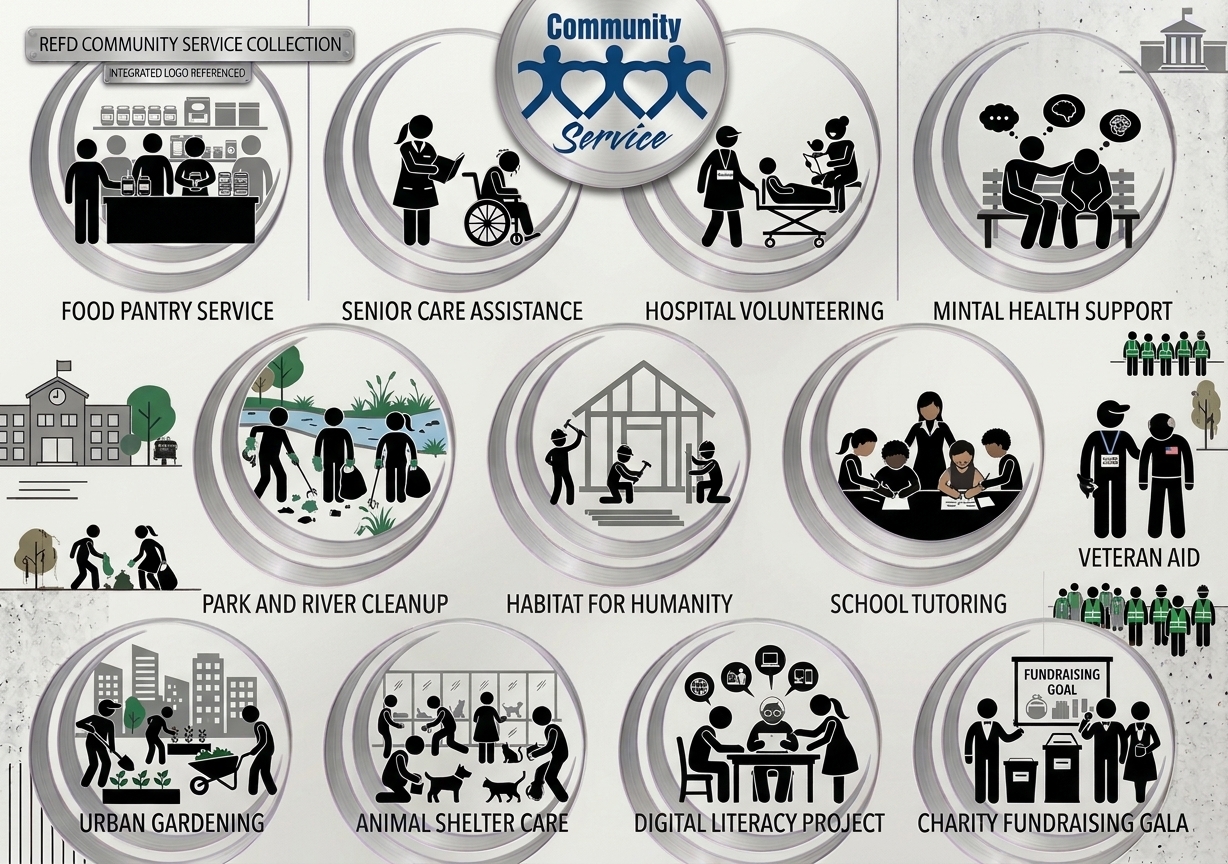 REFD COMMUNITY SERVICE COLLECTION
INTEGRATED LOGO REFERENCED
Community
Service
FOOD PANTRY SERVICE
SENIOR CARE ASSISTANCE
HOSPITAL VOLUNTEERING
MINTAL HEALTH SUPPORT
PARK AND RIVER CLEANUP
HABITAT FOR HUMANITY
SCHOOL TUTORING
VETERAN AID
FUNDRAISING
GOAL
URBAN GARDENING
ANIMAL SHELTER CARE
DIGITAL LITERACY PROJECT
CHARITY FUNDRAISING GALA